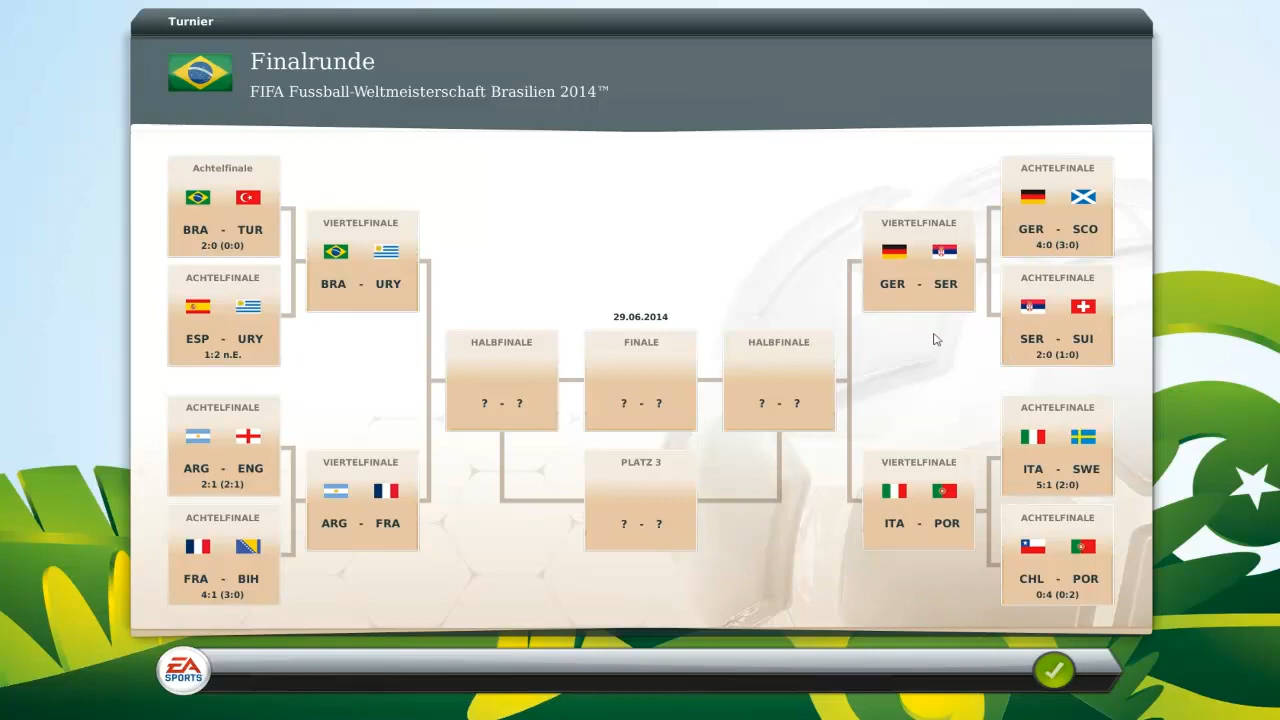 Turnier
Finalrunde
FIFA Fussball-Weltmeisterschaft Brasilien 2014™
Achtelfinale
BRA - TUR
2:0 (0:0)
ACHTELFINALE
ESP - URY
1:2 n.E.
ACHTELFINALE
ARG - ENG
2:1 (2:1)
ACHTELFINALE
FRA - BIH
4:1 (3:0)
VIERTELFINALE
BRA - URY
VIERTELFINALE
ARG - FRA
HALBFINALE
? - ?
29.06.2014
FINALE
? - ?
PLATZ 3
? - ?
HALBFINALE
? - ?
VIERTELFINALE
GER - SER
VIERTELFINALE
ITA - POR
ACHTELFINALE
GER - SCO
4:0 (3:0)
ACHTELFINALE
SER - SUI
2:0 (1:0)
ACHTELFINALE
ITA - SWE
5:1 (2:0)
ACHTELFINALE
CHL - POR
0:4 (0:2)
EA
SPORTS